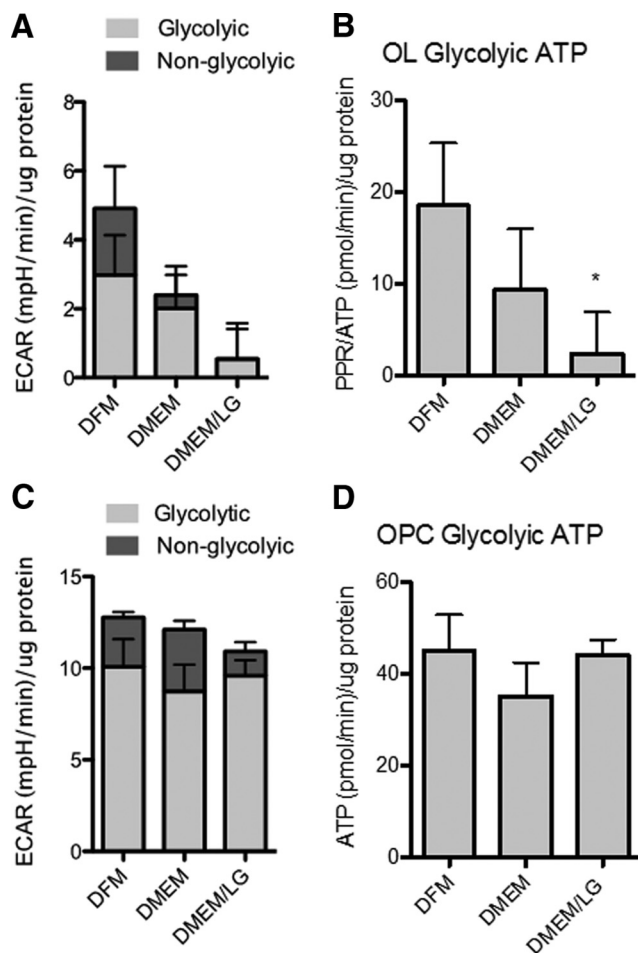 A
Glycolyic
Non-glycolyic
ECAR (mpH/min)/ug protein
8
6
4
2
0
DFM
DMEM
DMEM/LG
B
OL Glycolyic ATP
PPR/ATP (pmol/min)/ug protein
30
20
10
0
*
DFM
DMEM
DMEM/LG
C
Glycolytic
Non-glycolyic
ECAR (mpH/min)/ug protein
15
10
5
0
DFM
DMEM
DMEM/LG
D
OPC Glycolyic ATP
ATP (pmol/min)/ug protein
60
40
20
0
DFM
DMEM
DMEM/LG